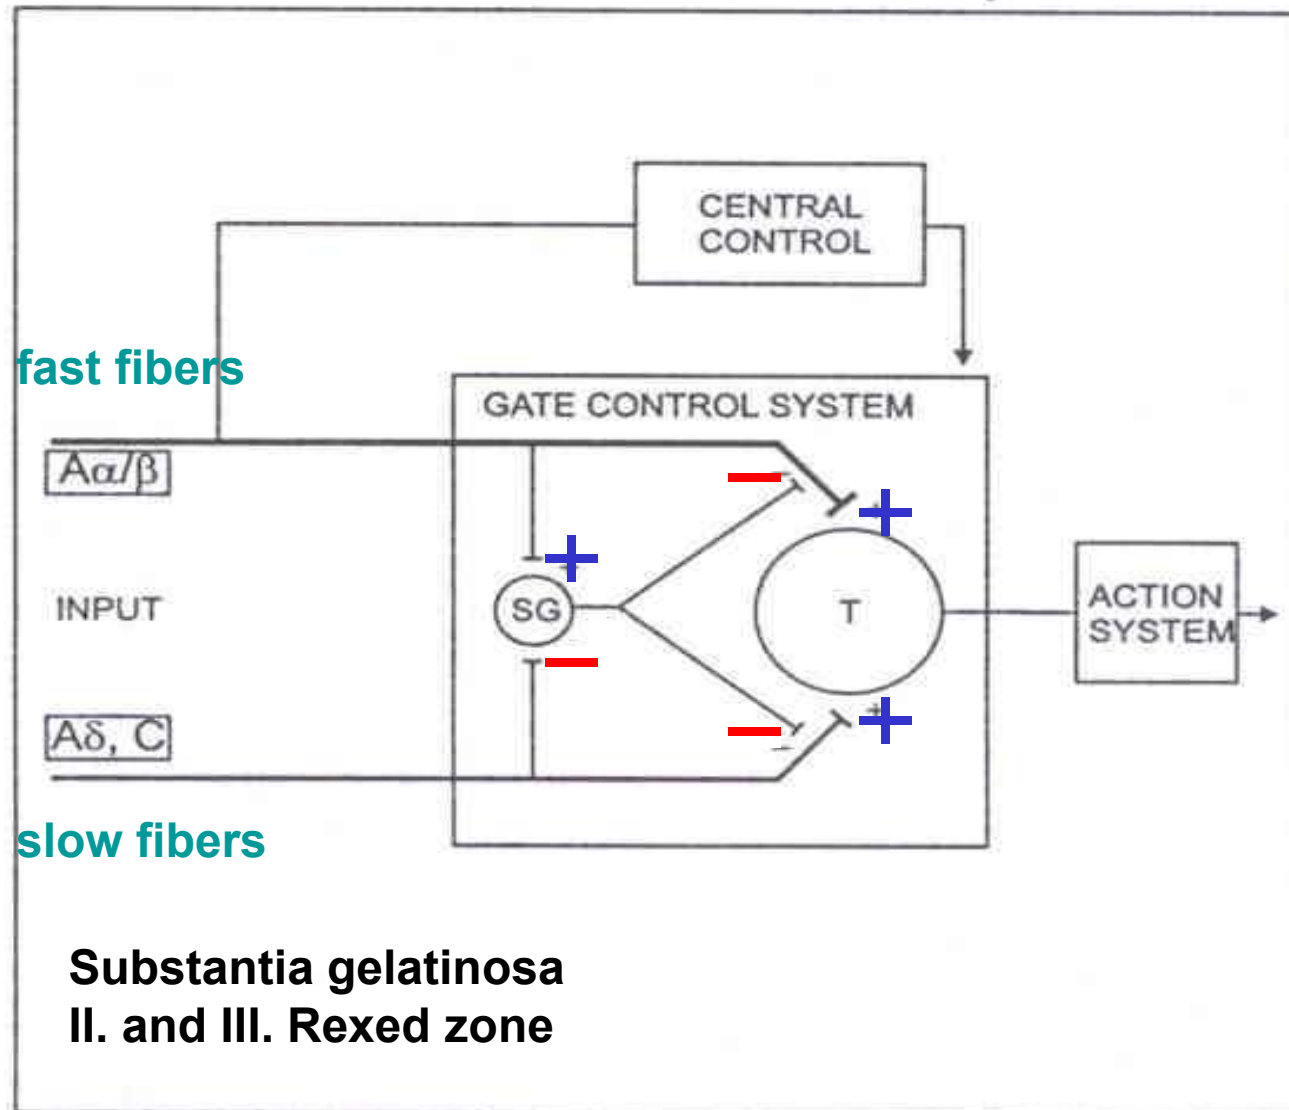 CENTRAL
CONTROL
fast fibers
GATE CONTROL SYSTEM
Aα/β
−
+
+
INPUT
SG
T
ACTION
SYSTEM
−
−
+
Aδ, C
slow fibers
Substantia gelatinosa
II. and III. Rexed zone